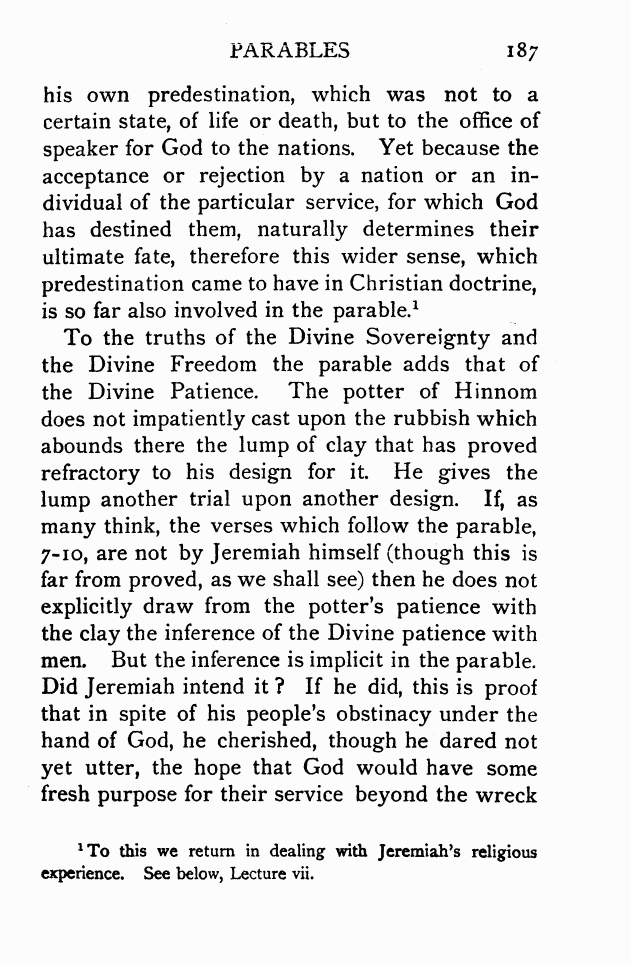 PARABLES 187
his own predestination, which was not to a
certain state, of life or death, but to the office of
speaker for God to the nations. Yet because the
acceptance or rejection by a nation or an in-
dividual of the particular service, for which God
has destined them, naturally determines their
ultimate fate, therefore this wider sense, which
predestination came to have in Christian doctrine,
is so far also involved in the parable.¹
To the truths of the Divine Sovereignty and
the Divine Freedom the parable adds that of
the Divine Patience. The potter of Hinnom
does not impatiently cast upon the rubbish which
abounds there the lump of clay that has proved
refractory to his design for it. He gives the
lump another trial upon another design. If, as
many think, the verses which follow the parable,
7-10, are not by Jeremiah himself (though this is
far from proved, as we shall see) then he does not
explicitly draw from the potter's patience with
the clay the inference of the Divine patience with
men. But the inference is implicit in the parable.
Did Jeremiah intend it? If he did, this is proof
that in spite of his people's obstinacy under the
hand of God, he cherished, though he dared not
yet utter, the hope that God would have some
fresh purpose for their service beyond the wreck
¹ To this we return in dealing with Jeremiah's religious
experience. See below, Lecture vii.